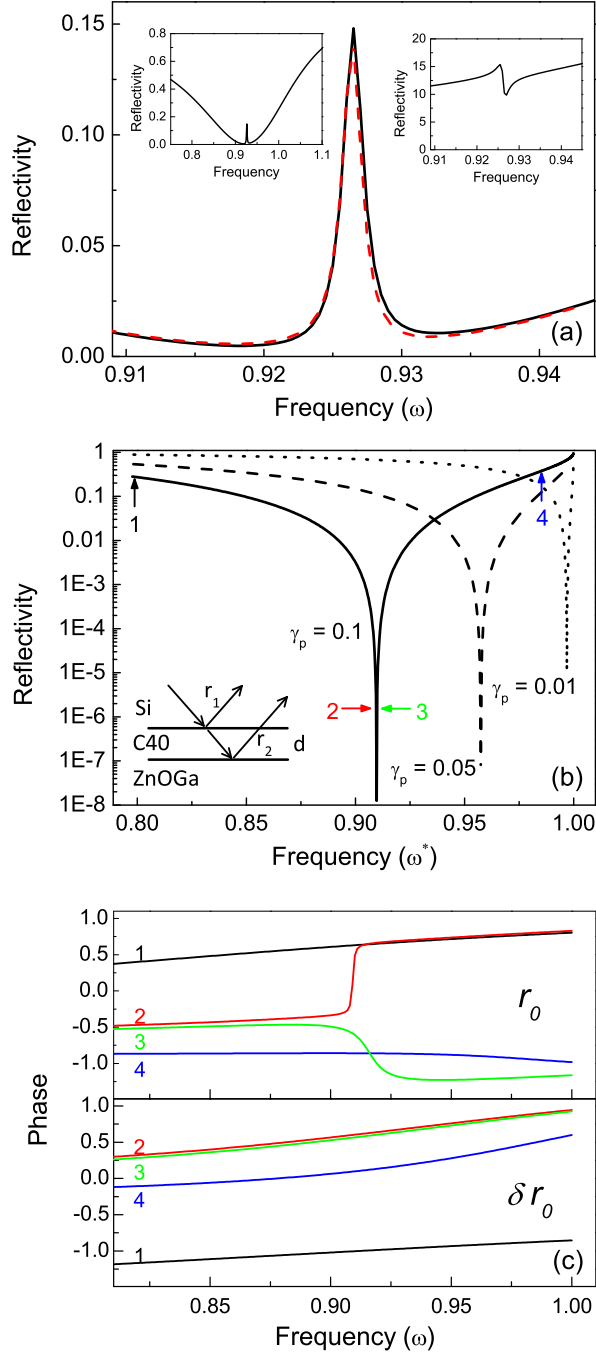 0.15
0.10
0.05
0.00
Reflectivity
0.91 0.92 0.93 0.94
Frequency (ω)
(a)
0.8
0.6
0.4
0.2
0.0
Reflectivity
0.8 0.9 1.0 1.1
Frequency
20
15
10
5
0
Reflectivity
0.91 0.92 0.93 0.94
Frequency
1
0.1
0.01
1E-3
1E-4
1E-5
1E-6
1E-7
1E-8
Reflectivity
1
4
γp = 0.1
γp = 0.01
2
3
γp = 0.05
Si
r1
C40
r2
d
ZnOGa
(b)
0.80 0.85 0.90 0.95 1.00
Frequency (ω*)
1.0
0.5
0.0
-0.5
-1.0
1
2
3
4
r0
Phase
1.0
0.5
0.0
-0.5
-1.0
2
3
4
1
δ r0
(c)
0.85 0.90 0.95 1.00
Frequency (ω)